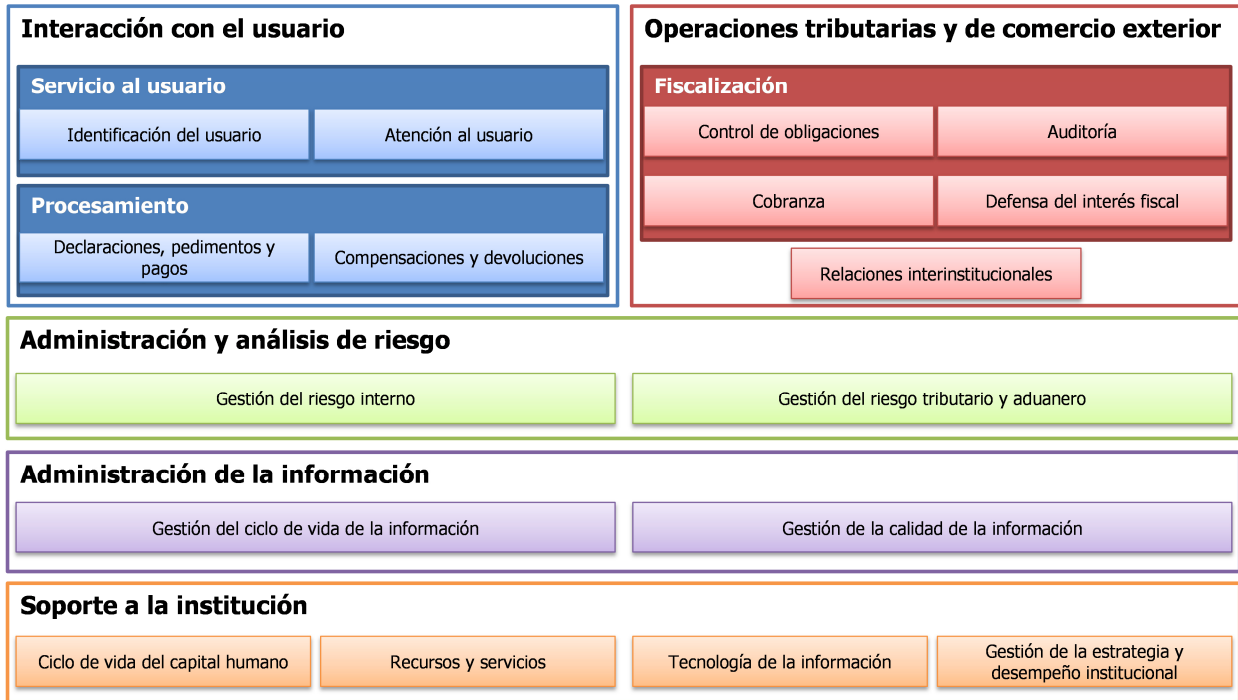 Interacción con el usuario
Servicio al usuario
Identificación del usuario
Atención al usuario
Procesamiento
Declaraciones, pedimentos y
pagos
Compensaciones y devoluciones
Operaciones tributarias y de comercio exterior
Fiscalización
Control de obligaciones
Auditoría
Cobranza
Defensa del interés fiscal
Relaciones interinstitucionales
Administración y análisis de riesgo
Gestión del riesgo interno
Gestión del riesgo tributario y aduanero
Administración de la información
Gestión del ciclo de vida de la información
Gestión de la calidad de la información
Soporte a la institución
Ciclo de vida del capital humano
Recursos y servicios
Tecnología de la información
Gestión de la estrategia y
desempeño institucional